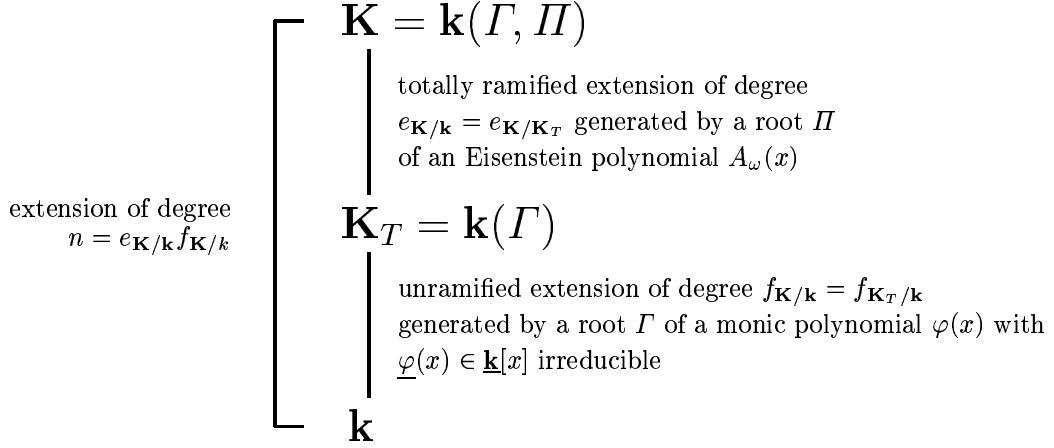 K = k(Γ, Π)
totally ramified extension of degree
e_{K/k} = e_{K/K_T} generated by a root Π
of an Eisenstein polynomial A_ω(x)
extension of degree
n = e_{K/k} f_{K/k}
K_T = k(Γ)
unramified extension of degree f_{K/k} = f_{K_T/k}
generated by a root Γ of a monic polynomial φ(x) with
φ̲(x) ∈ k̲[x] irreducible
k